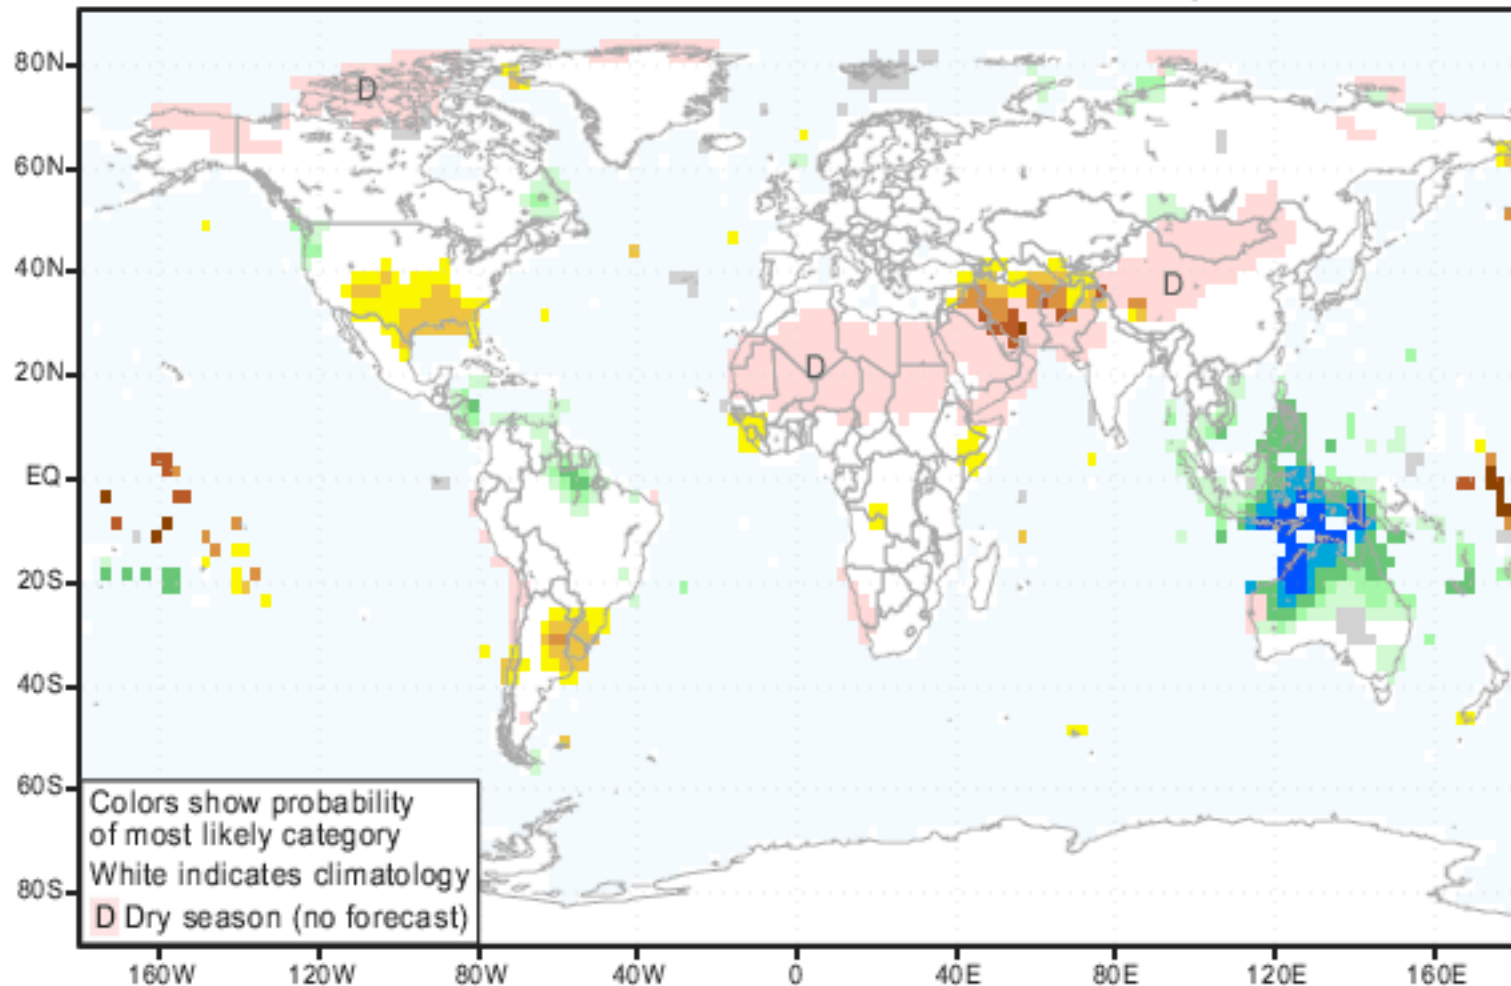 80N
60N
40N
20N
EQ
20S
40S
60S
80S
D
D
D
Colors show probability
of most likely category
White indicates climatology
D Dry season (no forecast)
160W 120W 80W 40W 0 40E 80E 120E 160E